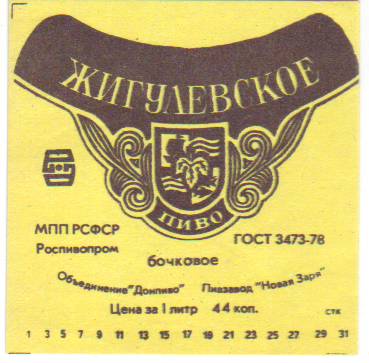 ЖИГУЛЕВСКОЕ
ПИВО
МПП РСФСР
Роспивопром
ГОСТ 3473-78
бочковое
Объединение "Донпиво" Пивзавод "Новая Заря"
Цена за 1 литр 44 коп.
стк
1 3 5 7 9 11 13 15 17 19 21 23 25 27 29 31